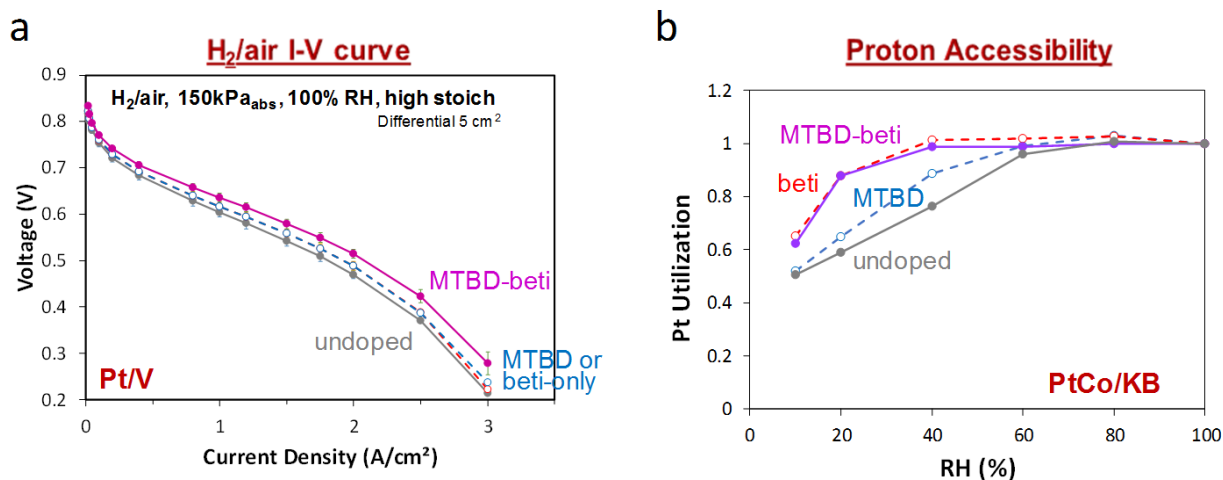 a
H2/air I-V curve
H2/air, 150kPaabs, 100% RH, high stoich
Differential 5 cm2
0.9
0.8
0.7
0.6
0.5
0.4
0.3
0.2
Voltage (V)
MTBD-beti
undoped
MTBD or
beti-only
Pt/V
0
1
2
3
Current Density (A/cm²)
b
Proton Accessibility
1.2
1
0.8
0.6
0.4
0.2
0
Pt Utilization
MTBD-beti
beti
MTBD
undoped
PtCo/KB
0
20
40
60
80
100
RH (%)